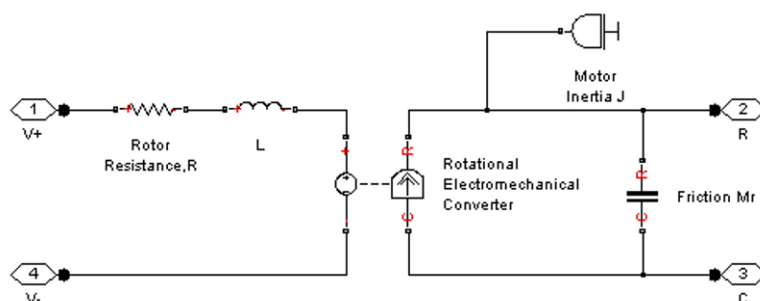 Motor
Inertia J
1
V+
Rotor
Resistance,R
+
L
+
+
R
Rotational
Electromechanical
Converter
C
R
C
Friction Mr
2
R
4
V-
3
C